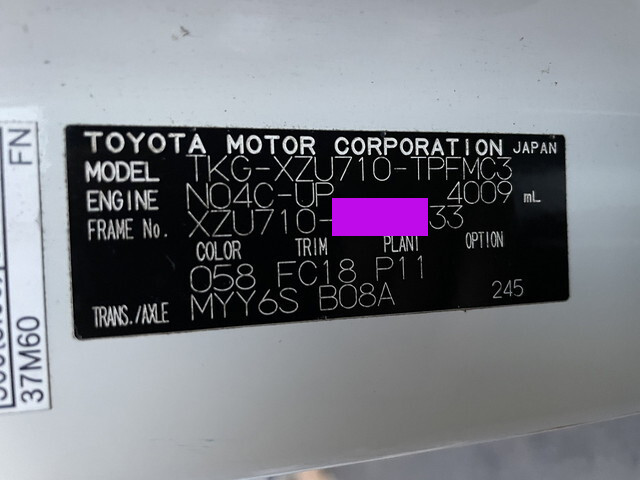 TOYOTA MOTOR CORPORATION JAPAN
MODEL TKG-XZU710-TPFMC3
ENGINE N04C-UP 4009 mL
FRAME No. XZU710- 33
COLOR TRIM PLANT OPTION
058 FC18 P11
TRANS./AXLE MYY6S B08A 245
FN
37M60